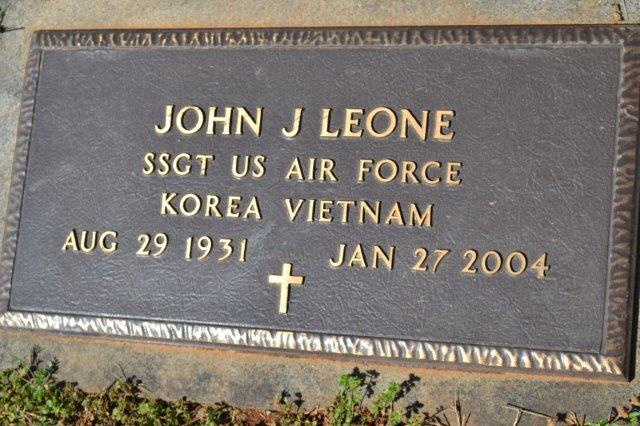 JOHN J LEONE
SSGT US AIR FORCE
KOREA VIETNAM
AUG 29 1931 JAN 27 2004